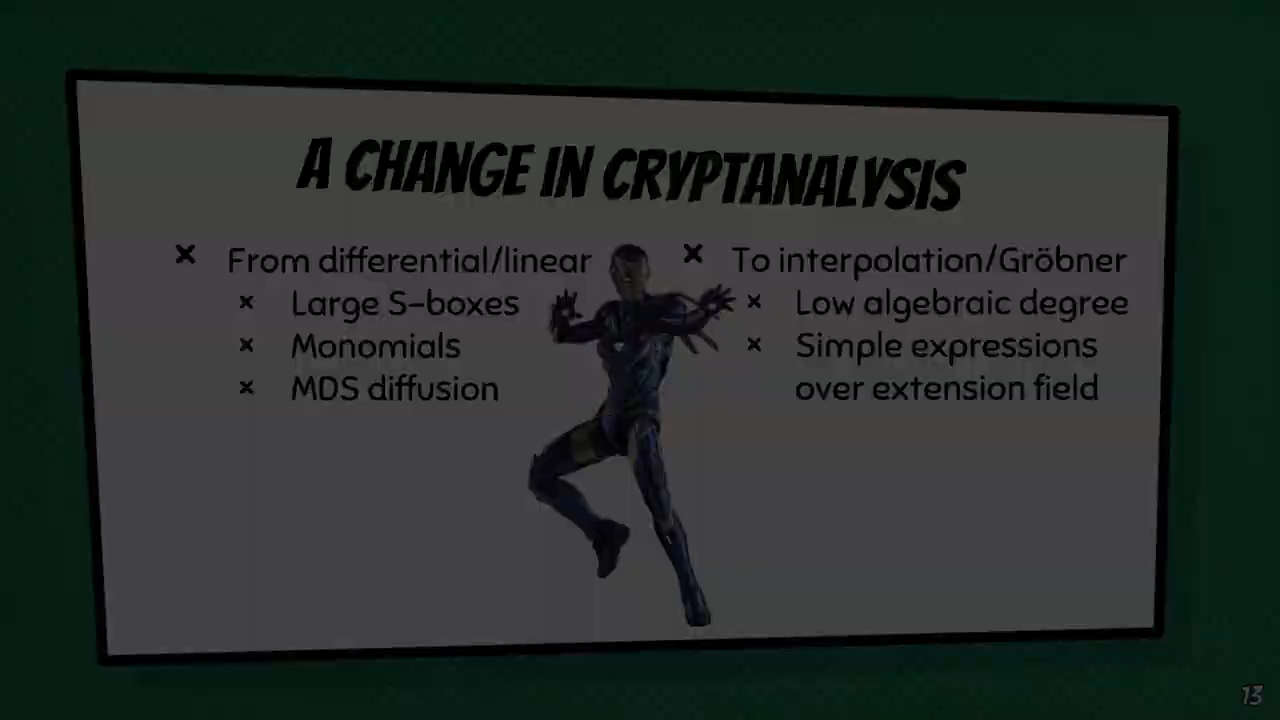 A CHANGE IN CRYPTANALYSIS
× From differential/linear
× Large S-boxes
× Monomials
× MDS diffusion
× To interpolation/Gröbner
× Low algebraic degree
× Simple expressions
over extension field
13